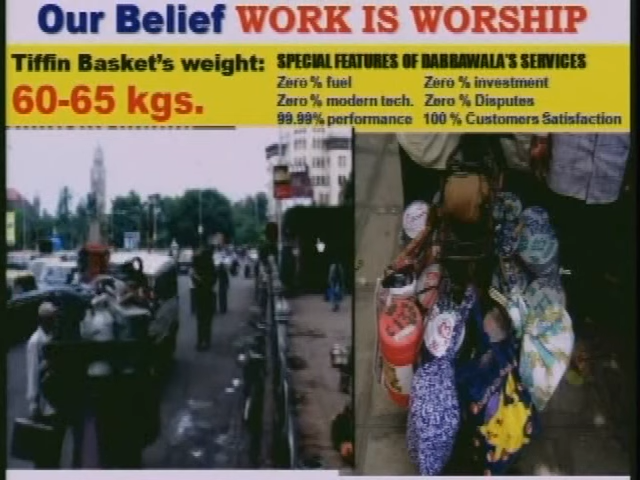 Our Belief WORK IS WORSHIP
Tiffin Basket's weight:
60-65 kgs.
SPECIAL FEATURES OF DABBAWALA'S SERVICES
Zero % fuel Zero % investment
Zero % modern tech. Zero % Disputes
99.99% performance 100 % Customers Satisfaction